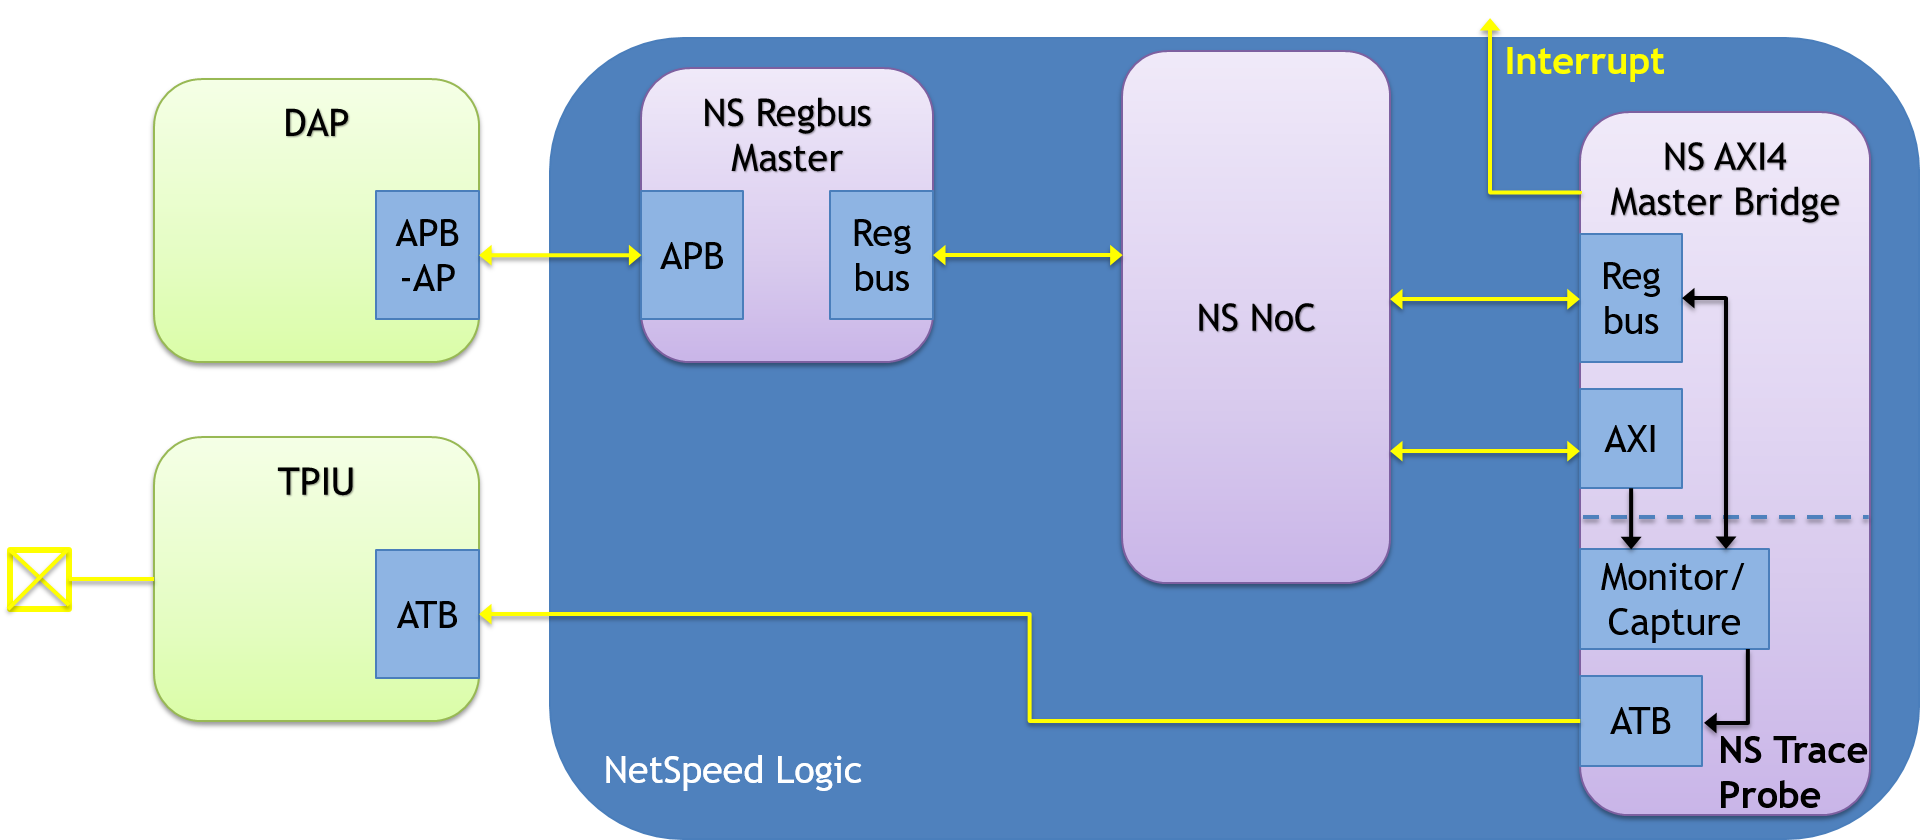 Interrupt
DAP
APB
-AP
NS Regbus
Master
APB
Reg
bus
NS NoC
NS AXI4
Master Bridge
Reg
bus
AXI
TPIU
ATB
Monitor/
Capture
ATB
NS Trace
Probe
NetSpeed Logic